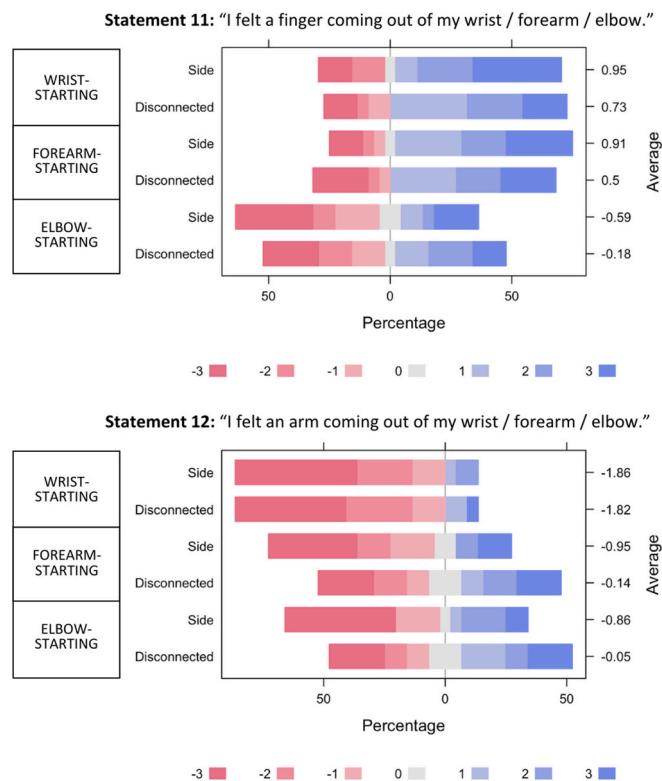 Statement 11: “I felt a finger coming out of my wrist / forearm / elbow.”
WRIST-
STARTING
FOREARM-
STARTING
ELBOW-
STARTING
Side
Disconnected
Side
Disconnected
Side
Disconnected
0.95
0.73
0.91
0.5
-0.59
-0.18
Average
50 0 50
Percentage
-3 -2 -1 0 1 2 3
Statement 12: “I felt an arm coming out of my wrist / forearm / elbow.”
WRIST-
STARTING
FOREARM-
STARTING
ELBOW-
STARTING
Side
Disconnected
Side
Disconnected
Side
Disconnected
-1.86
-1.82
-0.95
-0.14
-0.86
-0.05
Average
50 0 50
Percentage
-3 -2 -1 0 1 2 3